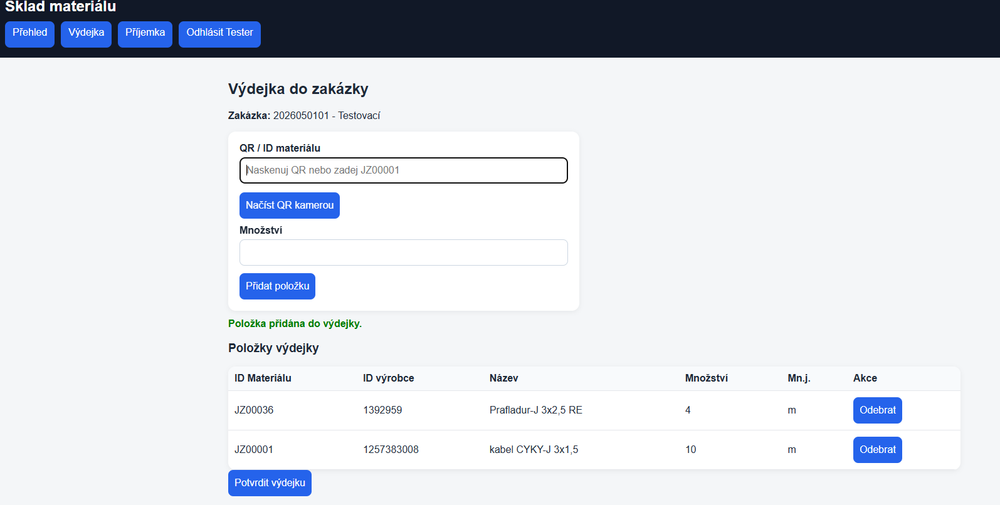 Sklad materiálu
Přehled Výdejka Příjemka Odhlásit Tester
Výdejka do zakázky
Zakázka: 2026050101 - Testovací
QR / ID materiálu
Naskenuj QR nebo zadej JZ00001
Načíst QR kamerou
Množství
Přidat položku
Položka přidána do výdejky.
Položky výdejky
ID Materiálu ID výrobce Název Množství Mn.j. Akce
JZ00036 1392959 Prafladur-J 3x2,5 RE 4 m Odebrat
JZ00001 1257383008 kabel CYKY-J 3x1,5 10 m Odebrat
Potvrdit výdejku